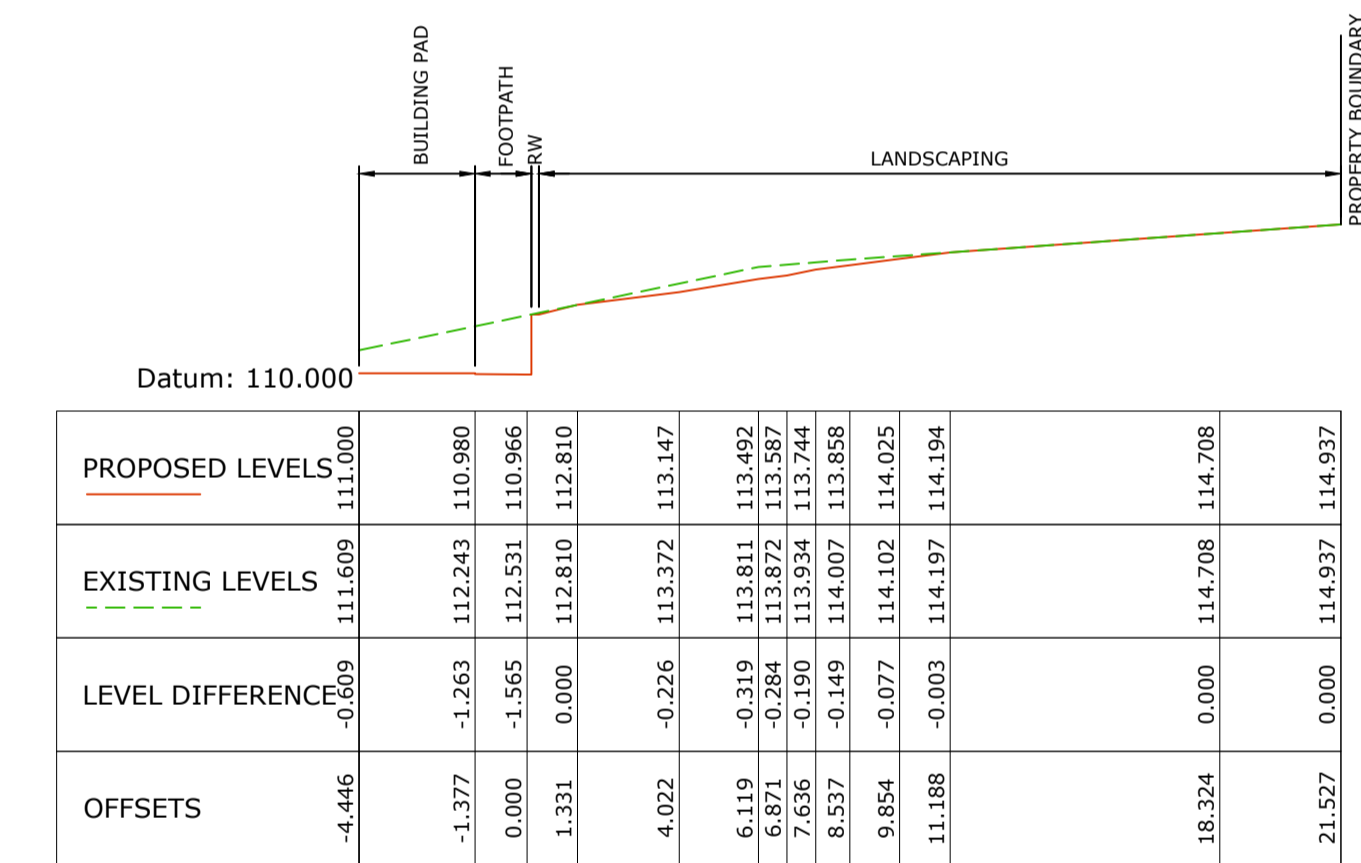 BUILDING PAD
FOOTPATH
RW
LANDSCAPING
PROPERTY BOUNDARY
Datum: 110.000
PROPOSED LEVELS 111.000 110.980 110.966 112.810 113.147 113.492 113.587 113.744 113.858 114.025 114.194 114.708 114.937
EXISTING LEVELS 111.609 112.243 112.531 112.810 113.372 113.811 113.872 113.934 114.007 114.102 114.197 114.708 114.937
LEVEL DIFFERENCE -0.609 -1.263 -1.565 0.000 -0.226 -0.319 -0.284 -0.190 -0.149 -0.077 -0.003 0.000 0.000
OFFSETS -4.446 -1.377 0.000 1.331 4.022 6.119 6.871 7.636 8.537 9.854 11.188 18.324 21.527